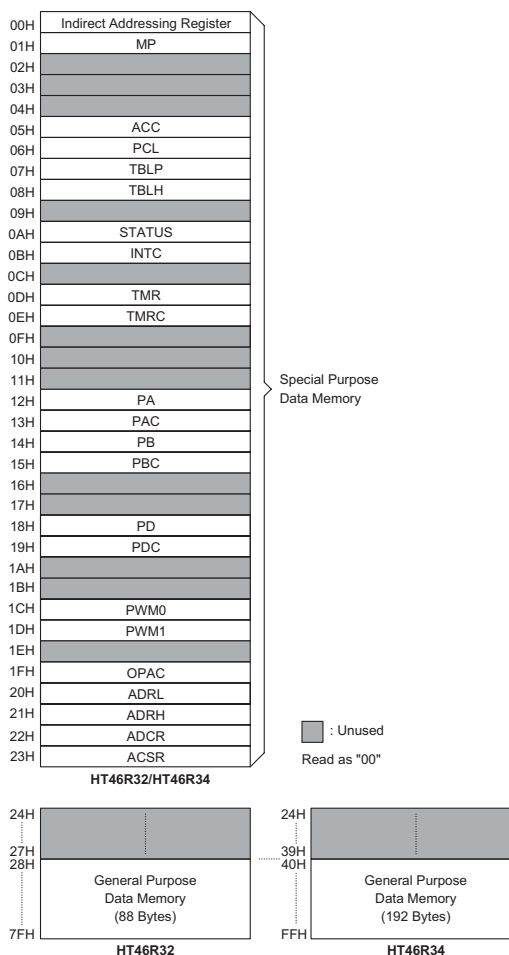 00H Indirect Addressing Register
01H MP
02H
03H
04H
05H ACC
06H PCL
07H TBLP
08H TBLH
09H
0AH STATUS
0BH INTC
0CH
0DH TMR
0EH TMRC
0FH
10H
11H
Special Purpose
Data Memory
12H PA
13H PAC
14H PB
15H PBC
16H
17H
18H PD
19H PDC
1AH
1BH
1CH PWM0
1DH PWM1
1EH
1FH OPAC
20H ADRL
21H ADRH
22H ADCR
23H ACSR
: Unused
Read as "00"
HT46R32/HT46R34
24H
27H
28H
General Purpose
Data Memory
(88 Bytes)
7FH
HT46R32
24H
39H
40H
General Purpose
Data Memory
(192 Bytes)
FFH
HT46R34